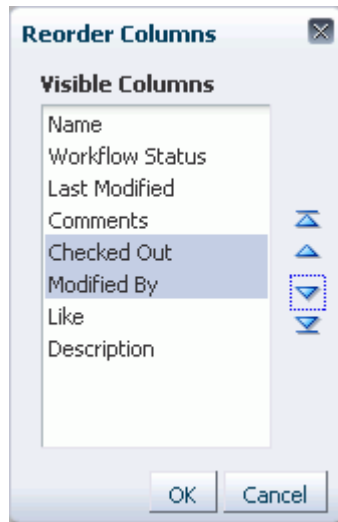 Reorder Columns
Visible Columns
Name
Workflow Status
Last Modified
Comments
Checked Out
Modified By
Like
Description
OK
Cancel